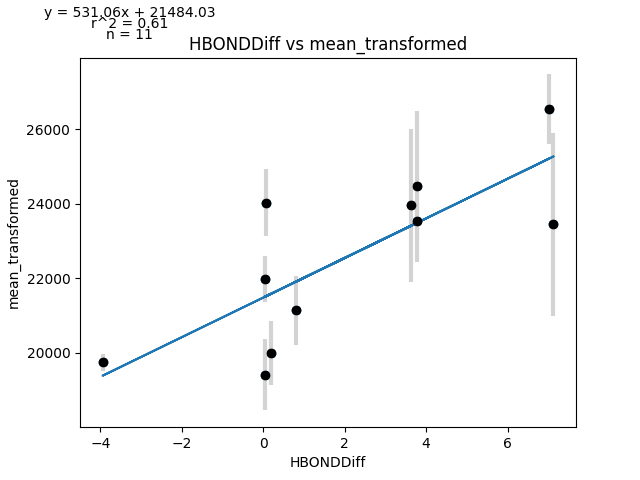 y = 531.06x + 21484.03
r^2 = 0.61
n = 11
HBONDDiff vs mean_transformed
mean_transformed
26000
24000
22000
20000
−4
−2
0
2
4
6
HBONDDiff